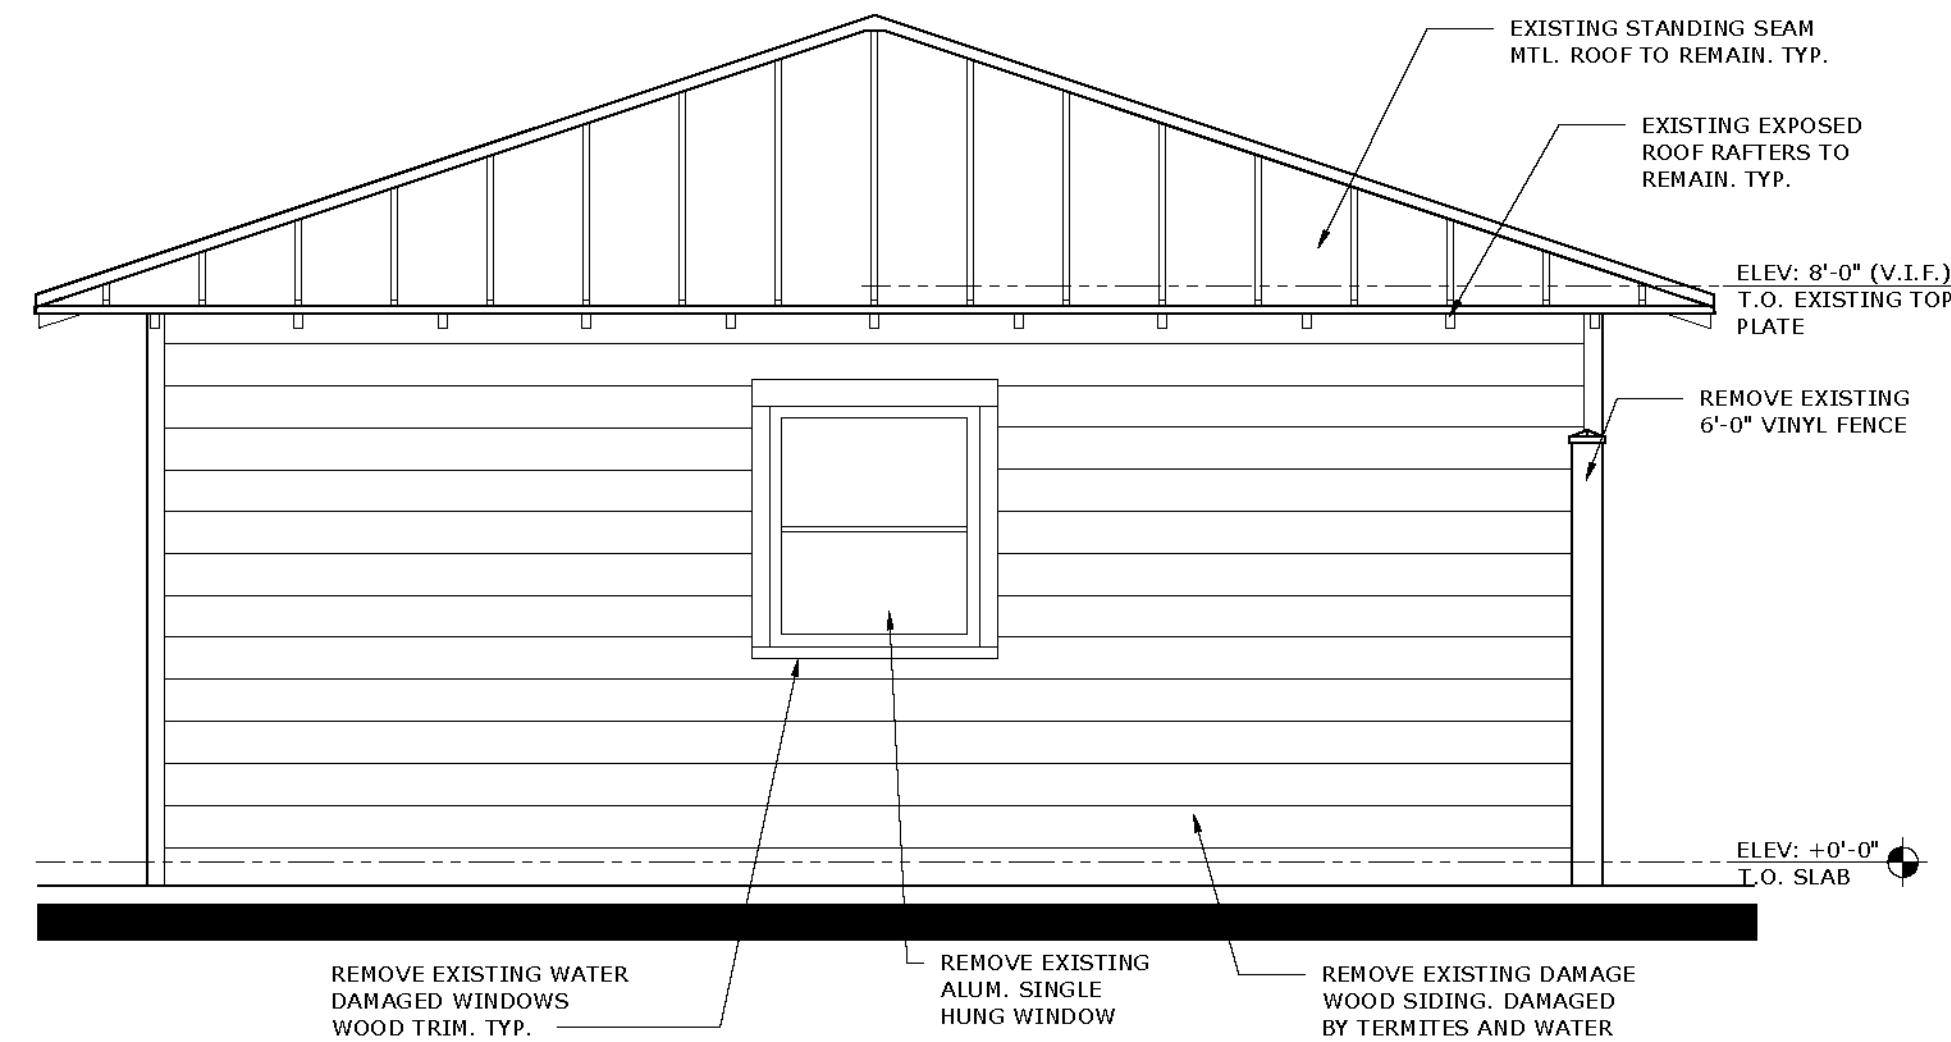 EXISTING STANDING SEAM
MTL. ROOF TO REMAIN. TYP.
EXISTING EXPOSED
ROOF RAFTERS TO
REMAIN. TYP.
ELEV: 8'-0" (V.I.F.)
T.O. EXISTING TOP
PLATE
REMOVE EXISTING
6'-0" VINYL FENCE
ELEV: +0'-0"
T.O. SLAB
REMOVE EXISTING WATER
DAMAGED WINDOWS
WOOD TRIM. TYP.
REMOVE EXISTING
ALUM. SINGLE
HUNG WINDOW
REMOVE EXISTING DAMAGE
WOOD SIDING. DAMAGED
BY TERMITES AND WATER